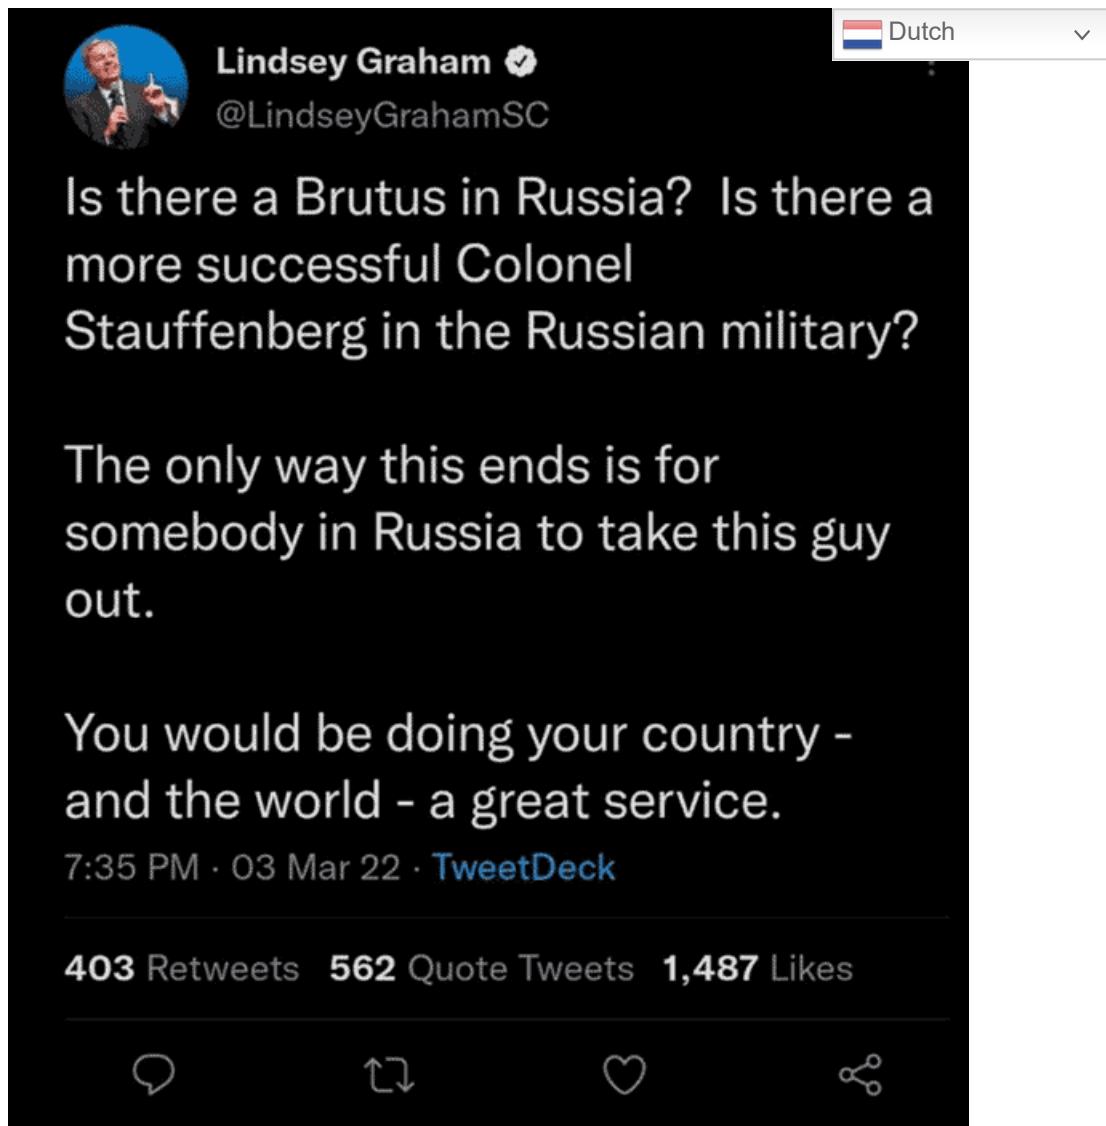 Dutch
Lindsey Graham
@LindseyGrahamSC
Is there a Brutus in Russia?  Is there a
more successful Colonel
Stauffenberg in the Russian military?
The only way this ends is for
somebody in Russia to take this guy
out.
You would be doing your country -
and the world - a great service.
7:35 PM · 03 Mar 22 · TweetDeck
403 Retweets 562 Quote Tweets 1,487 Likes